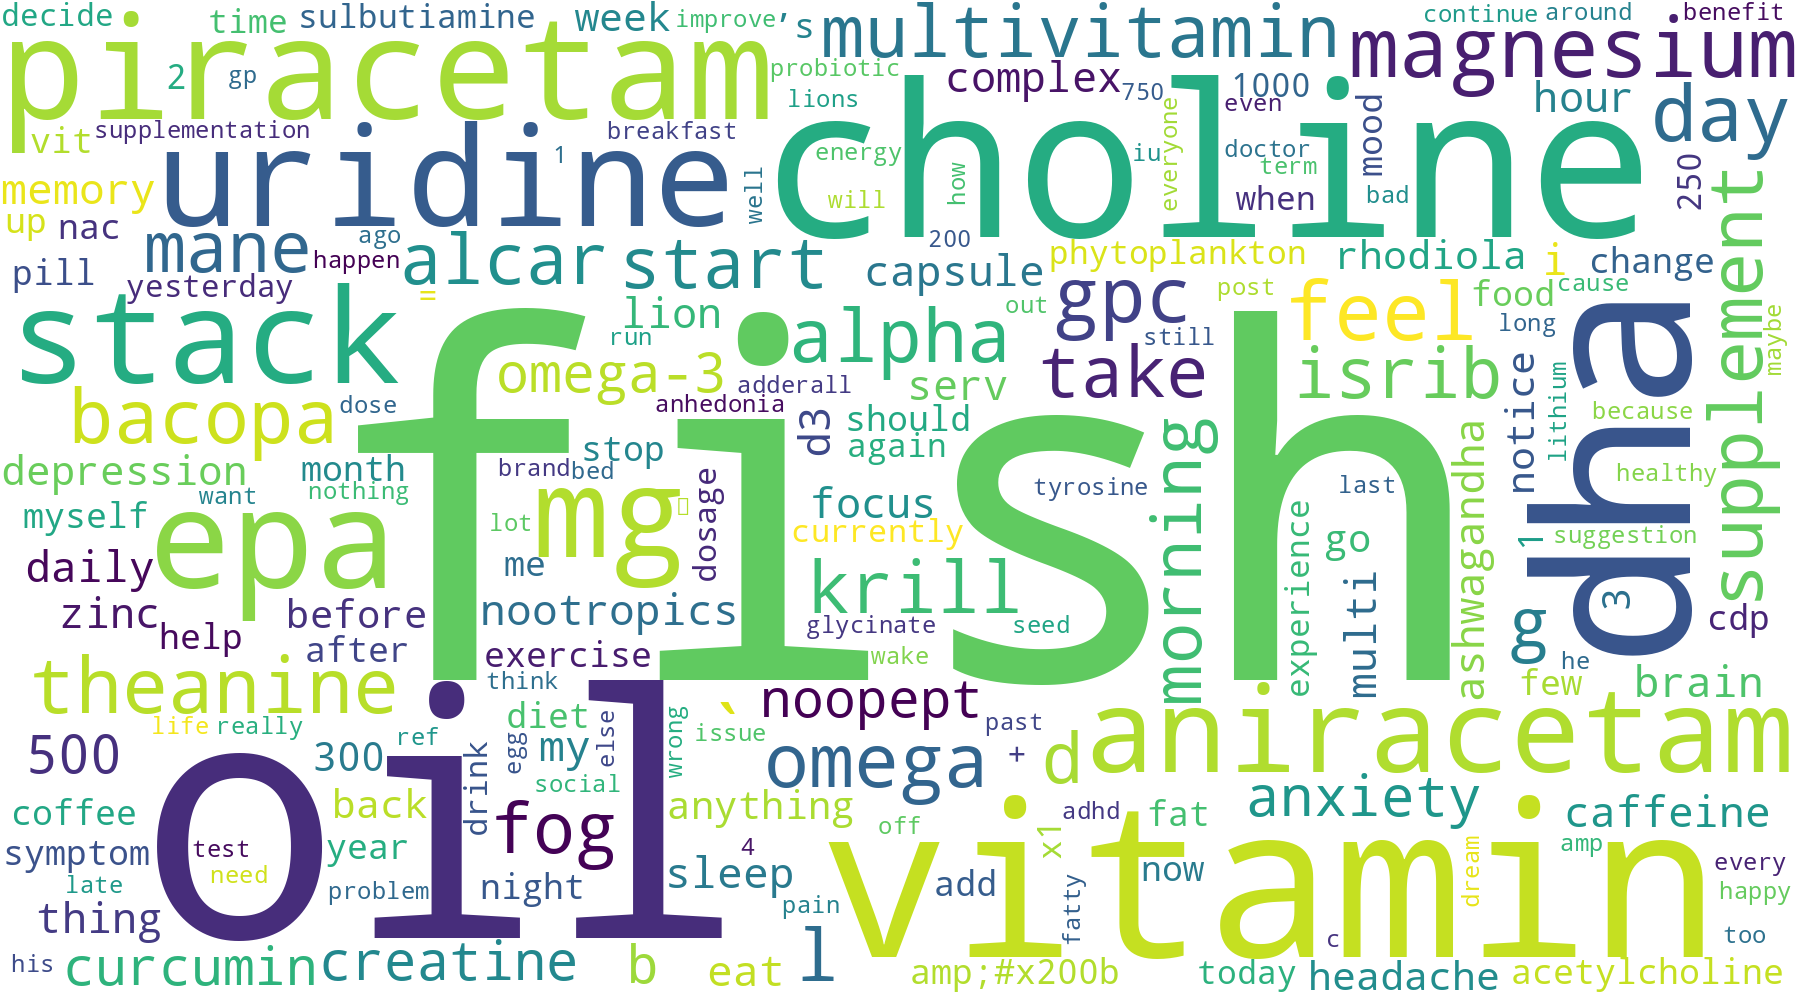 decide
time
sulbutiamine
week
improve
’s
multivitamin
continue
around
benefit
piracetam
magnesium
2
gp
probiotic
complex
750
1000
hour
day
lions
even
vit
supplementation
breakfast
uridine
1
choline
energy
iu
everyone
doctor
mood
term
250
supplement
memory
well
will
how
when
bad
up
nac
mane
ago
alcar
start
200
phytoplankton
rhodiola
i
change
pill
happen
yesterday
capsule
gpc
post
feel
food
cause
=
lion
out
alpha
still
long
maybe
stack
run
omega-3
adderall
take
isrib
dha
notice
lithium
serv
bacopa
dose
anhedonia
d3
should
morning
because
again
stop
depression
month
brand
bed
want
nothing
fish
tyrosine
last
ashwagandha
healthy
myself
epa
lot
mg
dosage
focus
currently
experience
go
1
suggestion
daily
me
krill
multi
3
zinc
before
nootropics
glycinate
seed
g
cdp
help
after
exercise
wake
he
theanine
think
noopept
few
brain
life
really
diet
`
issue
past
aniracetam
500
300
ref
drink
egg
my
else
wrong
omega
+
d
oil
social
coffee
back
fog
anything
off
x1
adhd
fat
anxiety
caffeine
symptom
test
year
4
vitamin
dream
amp
every
need
late
problem
night
sleep
add
fatty
now
happy
thing
pain
c
too
his
curcumin
creatine
b
eat
l
amp;#x200b
today
headache
acetylcholine